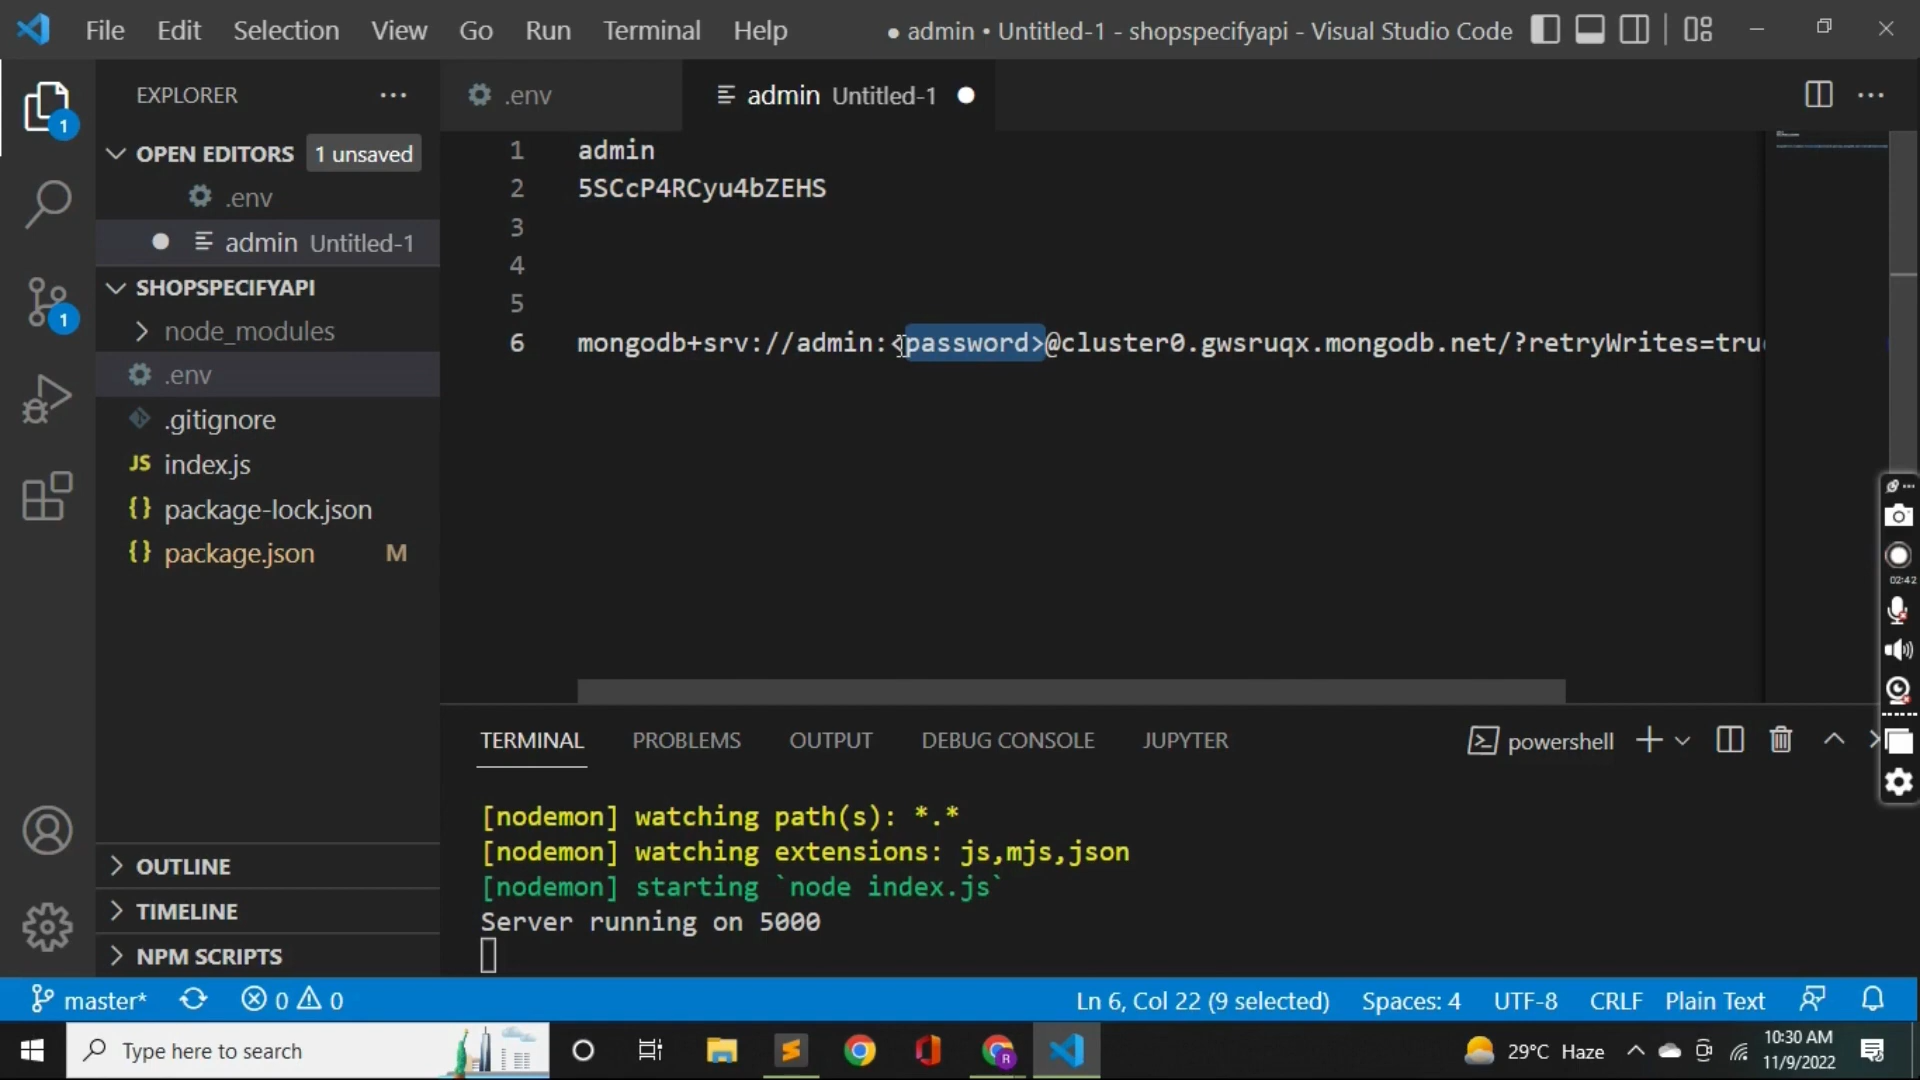 File Edit Selection View Go Run Terminal Help
● admin • Untitled-1 - shopspecifyapi - Visual Studio Code
EXPLORER
.env
admin Untitled-1
OPEN EDITORS 1 unsaved
.env
admin Untitled-1
SHOPSPECIFYAPI
node_modules
.env
.gitignore
JS index.js
{} package-lock.json
{} package.json M
OUTLINE
TIMELINE
NPM SCRIPTS
1 admin
2 5SCcP4RCyu4bZEHS
3
4
5
6 mongodb+srv://admin:<password>@cluster0.gwsruqx.mongodb.net/?retryWrites=tru
TERMINAL PROBLEMS OUTPUT DEBUG CONSOLE JUPYTER
powershell
[nodemon] watching path(s): *.*
[nodemon] watching extensions: js,mjs,json
[nodemon] starting `node index.js`
Server running on 5000
02:42
1
1
master* 0 0
Ln 6, Col 22 (9 selected) Spaces: 4 UTF-8 CRLF Plain Text
Type here to search
R
29°C Haze
10:30 AM
11/9/2022